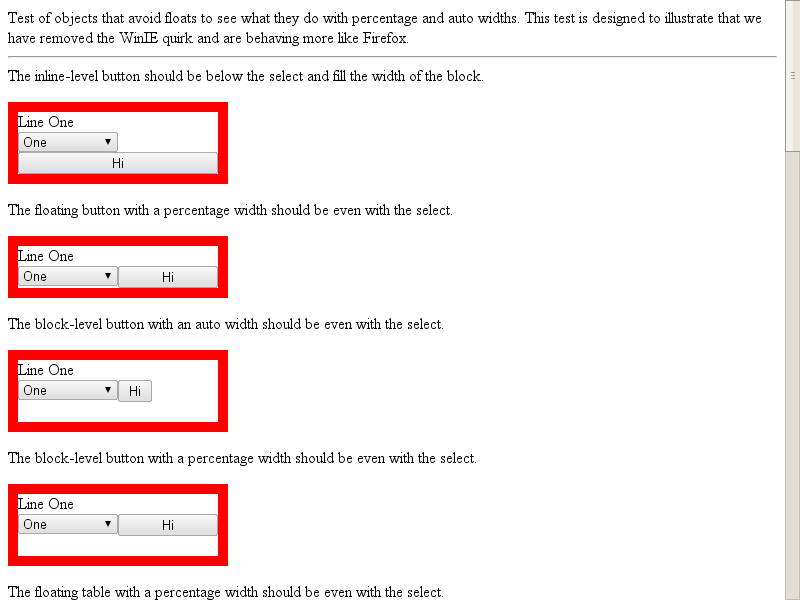 Test of objects that avoid floats to see what they do with percentage and auto widths. This test is designed to illustrate that we
have removed the WinIE quirk and are behaving more like Firefox.
The inline-level button should be below the select and fill the width of the block.
Line One
One
Hi
The floating button with a percentage width should be even with the select.
Line One
One Hi
The block-level button with an auto width should be even with the select.
Line One
One Hi
The block-level button with a percentage width should be even with the select.
Line One
One Hi
The floating table with a percentage width should be even with the select.